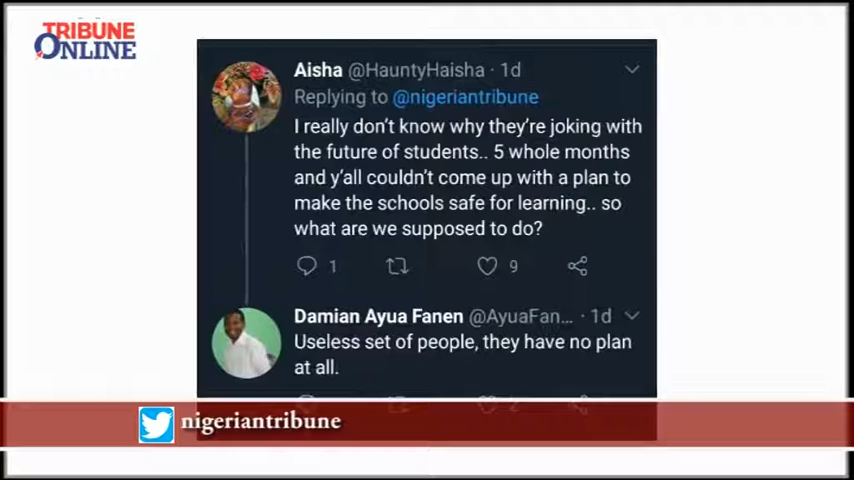 TRIBUNE
ONLINE
Aisha @HauntyHaisha · 1d
Replying to @nigeriantribune
I really don't know why they're joking with
the future of students.. 5 whole months
and y'all couldn't come up with a plan to
make the schools safe for learning.. so
what are we supposed to do?
1 9
Damian Ayua Fanen @AyuaFan... · 1d
Useless set of people, they have no plan
at all.
2
nigeriantribune